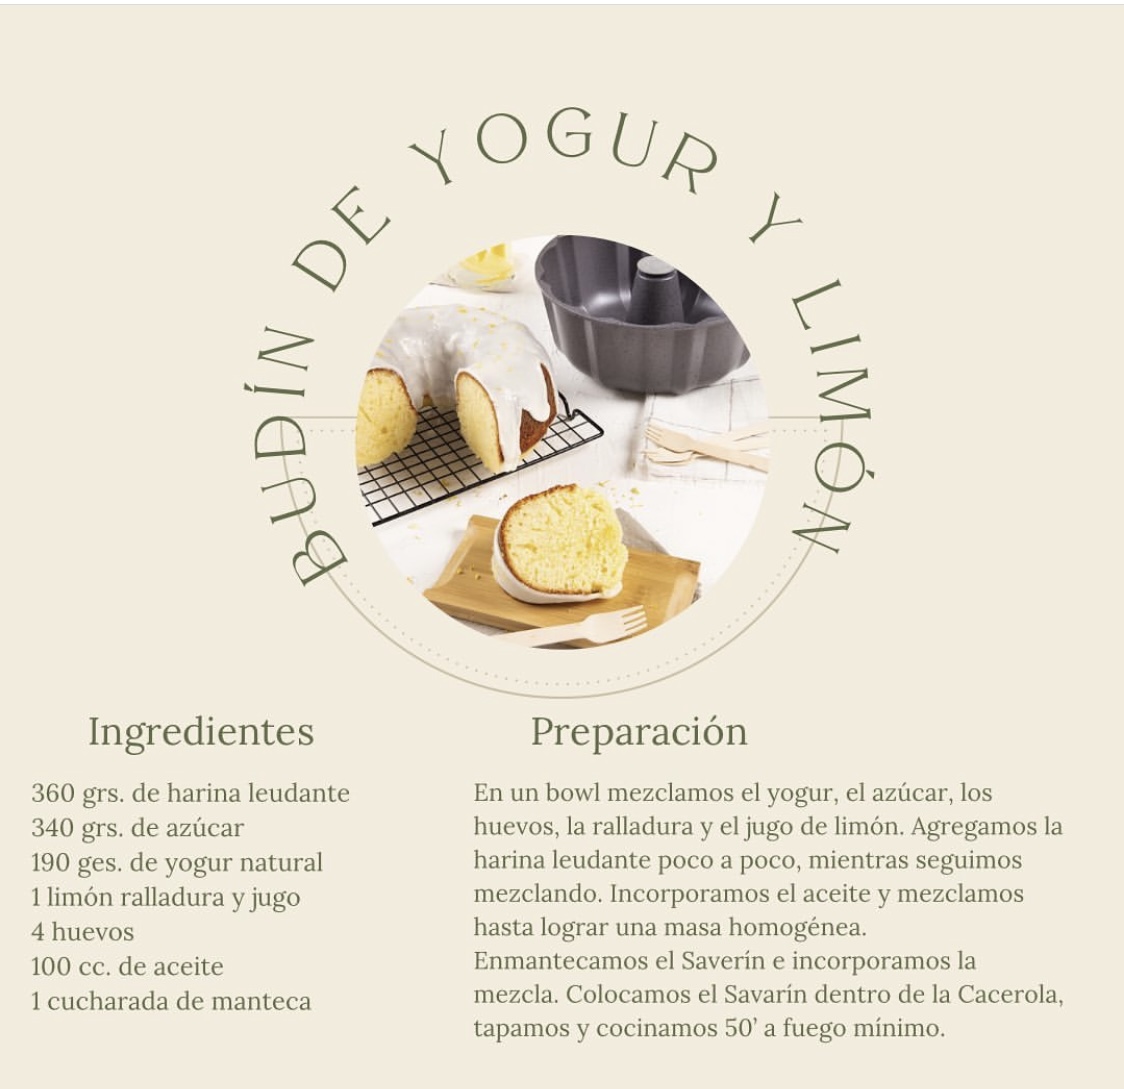 BUDÍN DE YOGUR Y LIMÓN
Ingredientes
360 grs. de harina leudante
340 grs. de azúcar
190 ges. de yogur natural
1 limón ralladura y jugo
4 huevos
100 cc. de aceite
1 cucharada de manteca
Preparación
En un bowl mezclamos el yogur, el azúcar, los
huevos, la ralladura y el jugo de limón. Agregamos la
harina leudante poco a poco, mientras seguimos
mezclando. Incorporamos el aceite y mezclamos
hasta lograr una masa homogénea.
Enmantecamos el Saverín e incorporamos la
mezcla. Colocamos el Savarín dentro de la Cacerola,
tapamos y cocinamos 50’ a fuego mínimo.